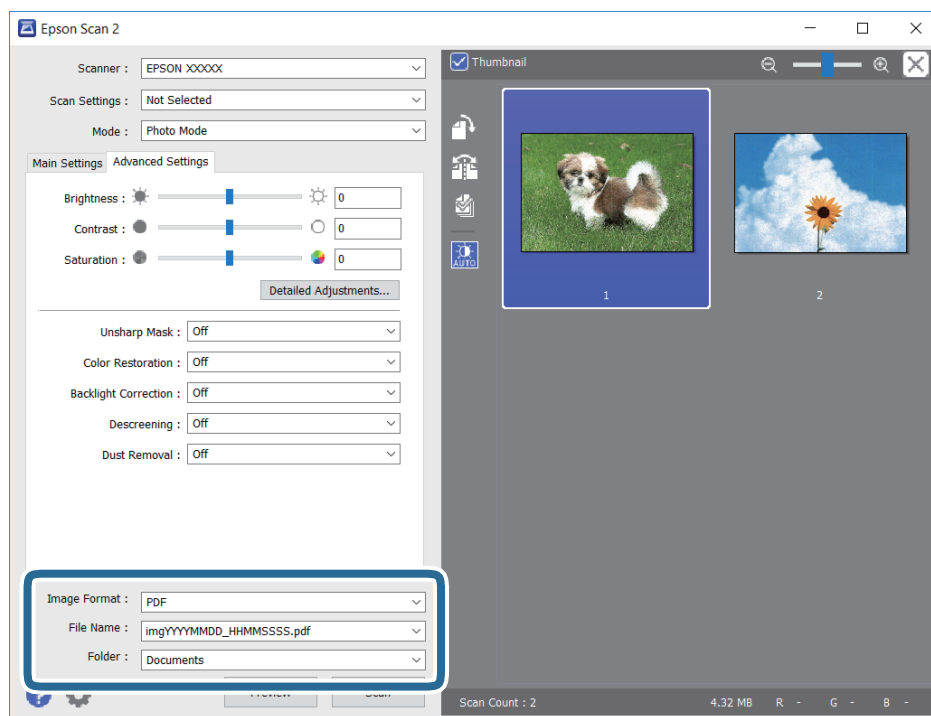 Epson Scan 2
Scanner : EPSON XXXXX
Scan Settings : Not Selected
Mode : Photo Mode
Main Settings Advanced Settings
Brightness : 0
Contrast : 0
Saturation : 0
Detailed Adjustments...
Unsharp Mask : Off
Color Restoration : Off
Backlight Correction : Off
Descreening : Off
Dust Removal : Off
Image Format : PDF
File Name : imgYYYYMMDD_HHMMSSSS.pdf
Folder : Documents
Preview Scan
Thumbnail
AUTO
1
2
Scan Count : 2 4.32 MB R - G - B -